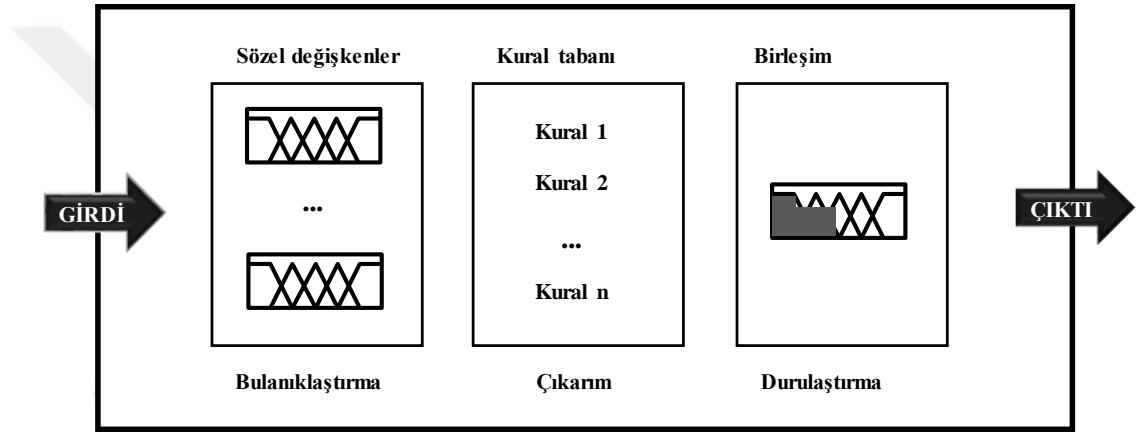 Sözel değişkenler
Kural tabanı
Birleşim
GİRDİ
...
Kural 1
Kural 2
...
Kural n
ÇIKTI
Bulanıklaştırma
Çıkarım
Durulaştırma